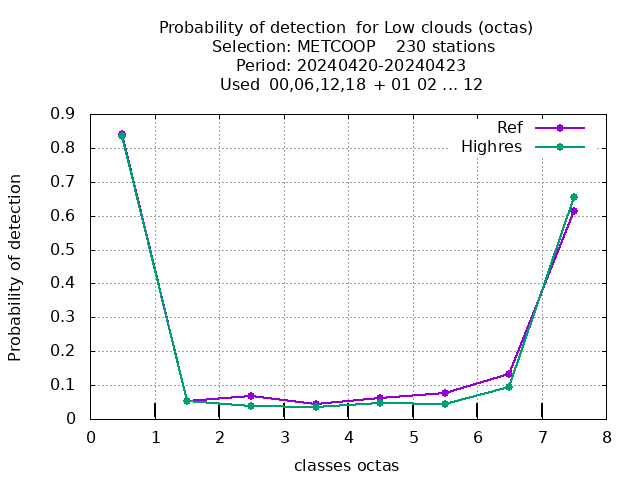 Probability of detection  for Low clouds (octas)
Selection: METCOOP    230 stations
Period: 20240420-20240423
Used  00,06,12,18  + 01 02 ... 12
Ref
Highres
0.9
0.8
0.7
0.6
0.5
0.4
0.3
0.2
0.1
0
Probability of detection
0 1 2 3 4 5 6 7 8
classes octas